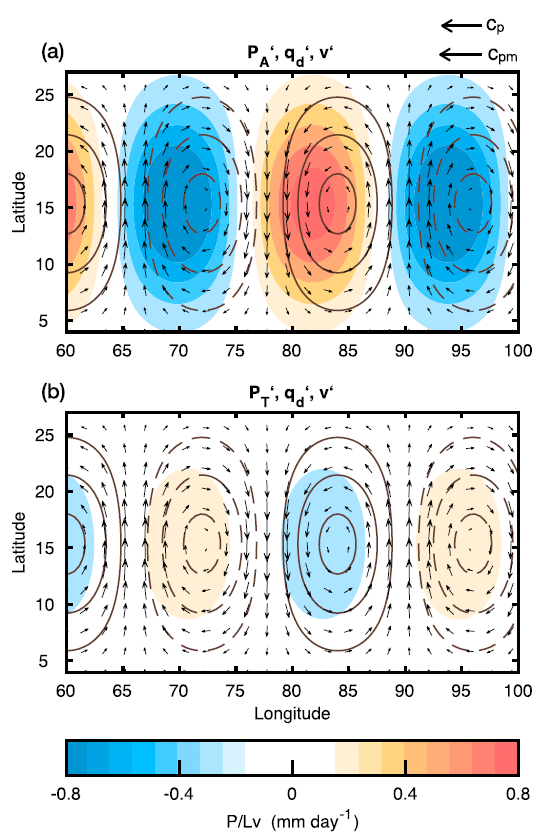 c_p
(a) P_A‘, q_d‘, v‘
c_pm
25
20
15
10
5
Latitude
60 65 70 75 80 85 90 95 100
(b) P_T‘, q_d‘, v‘
25
20
15
10
5
Latitude
60 65 70 75 80 85 90 95 100
Longitude
-0.8 -0.4 0 0.4 0.8
P/Lv (mm day⁻¹)